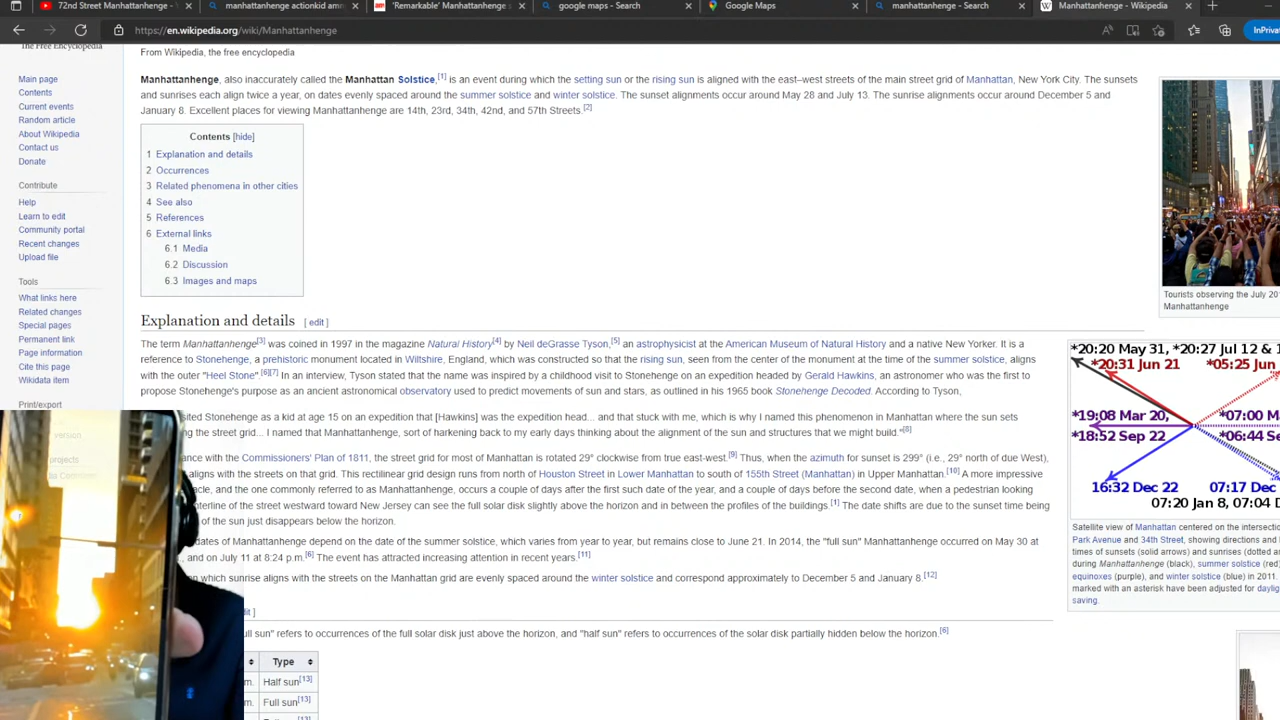 72nd Street Manhattanhenge -
manhattanhenge actionkid amn
'Remarkable' Manhattanhenge S
google maps - Search
Google Maps
manhattanhenge - Search
Manhattanhenge - Wikipedia
https://en.wikipedia.org/wiki/Manhattanhenge
InPrivate
The Free Encyclopedia
Main page
Contents
Current events
Random article
About Wikipedia
Contact us
Donate
Contribute
Help
Learn to edit
Community portal
Recent changes
Upload file
Tools
What links here
Related changes
Special pages
Permanent link
Page information
Cite this page
Wikidata item
Print/export
version
projects
From Wikipedia, the free encyclopedia
Manhattanhenge, also inaccurately called the Manhattan Solstice,[1] is an event during which the setting sun or the rising sun is aligned with the east–west streets of the main street grid of Manhattan, New York City. The sunsets
and sunrises each align twice a year, on dates evenly spaced around the summer solstice and winter solstice. The sunset alignments occur around May 28 and July 13. The sunrise alignments occur around December 5 and
January 8. Excellent places for viewing Manhattanhenge are 14th, 23rd, 34th, 42nd, and 57th Streets.[2]
Contents [hide]
1 Explanation and details
2 Occurrences
3 Related phenomena in other cities
4 See also
5 References
6 External links
6.1 Media
6.2 Discussion
6.3 Images and maps
Explanation and details [ edit ]
The term Manhattanhenge[3] was coined in 1997 in the magazine Natural History[4] by Neil deGrasse Tyson,[5] an astrophysicist at the American Museum of Natural History and a native New Yorker. It is a
reference to Stonehenge, a prehistoric monument located in Wiltshire, England, which was constructed so that the rising sun, seen from the center of the monument at the time of the summer solstice, aligns
with the outer "Heel Stone".[6][7] In an interview, Tyson stated that the name was inspired by a childhood visit to Stonehenge on an expedition headed by Gerald Hawkins, an astronomer who was the first to
propose Stonehenge's purpose as an ancient astronomical observatory used to predict movements of sun and stars, as outlined in his 1965 book Stonehenge Decoded. According to Tyson,
ited Stonehenge as a kid at age 15 on an expedition that [Hawkins] was the expedition head... and that stuck with me, which is why I named this phenomenon in Manhattan where the sun sets
ng the street grid... I named that Manhattanhenge, sort of harkening back to my early days thinking about the alignment of the sun and structures that we might build."[8]
nce with the Commissioners' Plan of 1811, the street grid for most of Manhattan is rotated 29° clockwise from true east-west.[9] Thus, when the azimuth for sunset is 299° (i.e., 29° north of due West),
aligns with the streets on that grid. This rectilinear grid design runs from north of Houston Street in Lower Manhattan to south of 155th Street (Manhattan) in Upper Manhattan.[10] A more impressive
cle, and the one commonly referred to as Manhattanhenge, occurs a couple of days after the first such date of the year, and a couple of days before the second date, when a pedestrian looking
nterline of the street westward toward New Jersey can see the full solar disk slightly above the horizon and in between the profiles of the buildings.[1] The date shifts are due to the sunset time being
of the sun just disappears below the horizon.
dates of Manhattanhenge depend on the date of the summer solstice, which varies from year to year, but remains close to June 21. In 2014, the "full sun" Manhattanhenge occurred on May 30 at
and on July 11 at 8:24 p.m.[6] The event has attracted increasing attention in recent years.[11]
n which sunrise aligns with the streets on the Manhattan grid are evenly spaced around the winter solstice and correspond approximately to December 5 and January 8.[12]
dit ]
ull sun" refers to occurrences of the full solar disk just above the horizon, and "half sun" refers to occurrences of the solar disk partially hidden below the horizon.[6]
Type
m. Half sun[13]
m. Full sun[13]
Tourists observing the July 20
Manhattanhenge
*20:20 May 31, *20:27 Jul 12 & 1
*20:31 Jun 21 *05:25 Jun
*19:08 Mar 20, *07:00 M
*18:52 Sep 22 *06:44 Se
16:32 Dec 22 07:17 Dec
07:20 Jan 8, 07:04 D
Satellite view of Manhattan centered on the intersecti
Park Avenue and 34th Street, showing directions and
times of sunsets (solid arrows) and sunrises (dotted a
during Manhattanhenge (black), summer solstice (red)
equinoxes (purple), and winter solstice (blue) in 2011.
marked with an asterisk have been adjusted for dayli
saving.